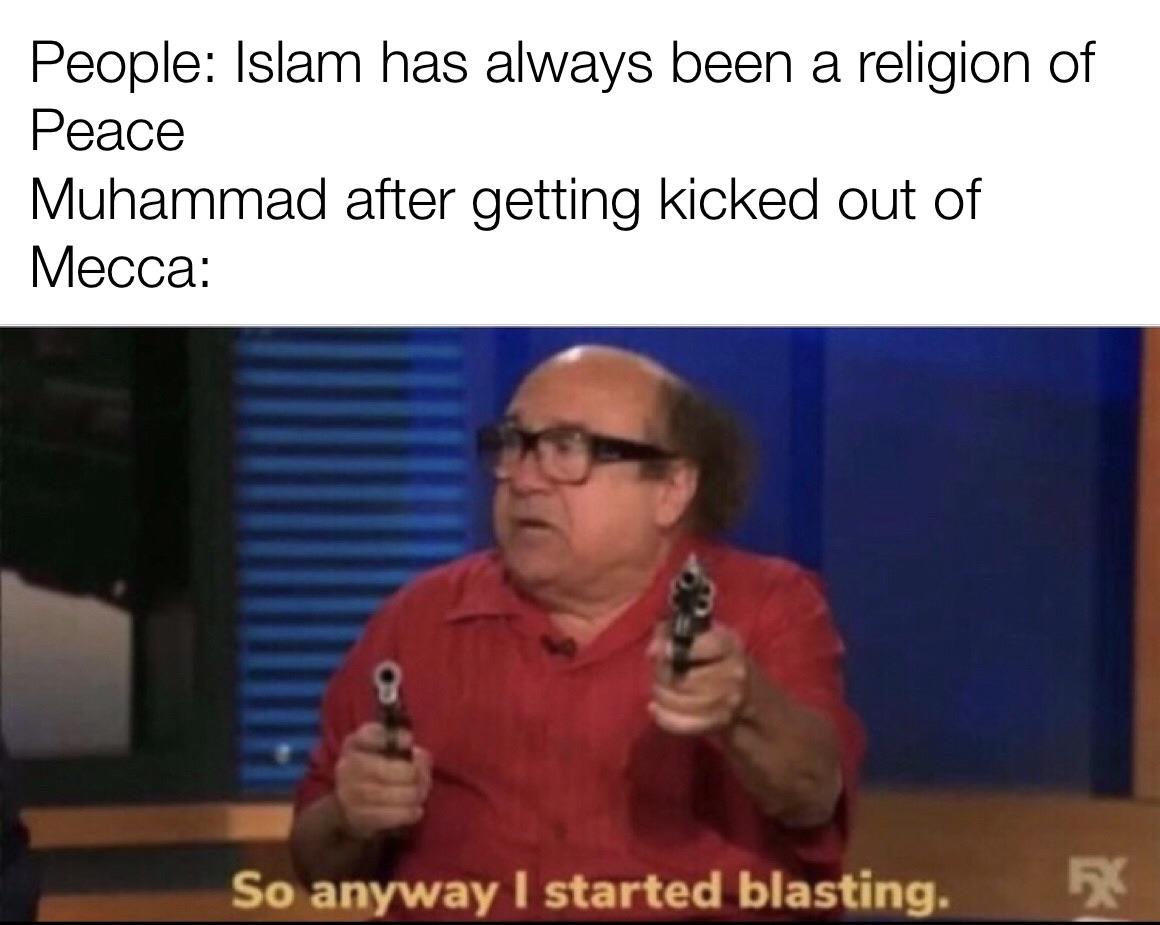 People: Islam has always been a religion of
Peace
Muhammad after getting kicked out of
Mecca:
So anyway I started blasting.
FX